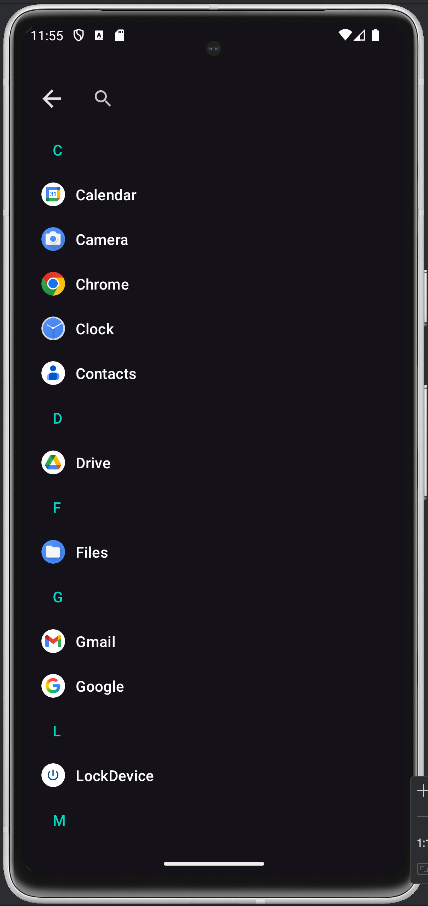 11:55
C
Calendar
Camera
Chrome
Clock
Contacts
D
Drive
F
Files
G
Gmail
Google
L
LockDevice
M